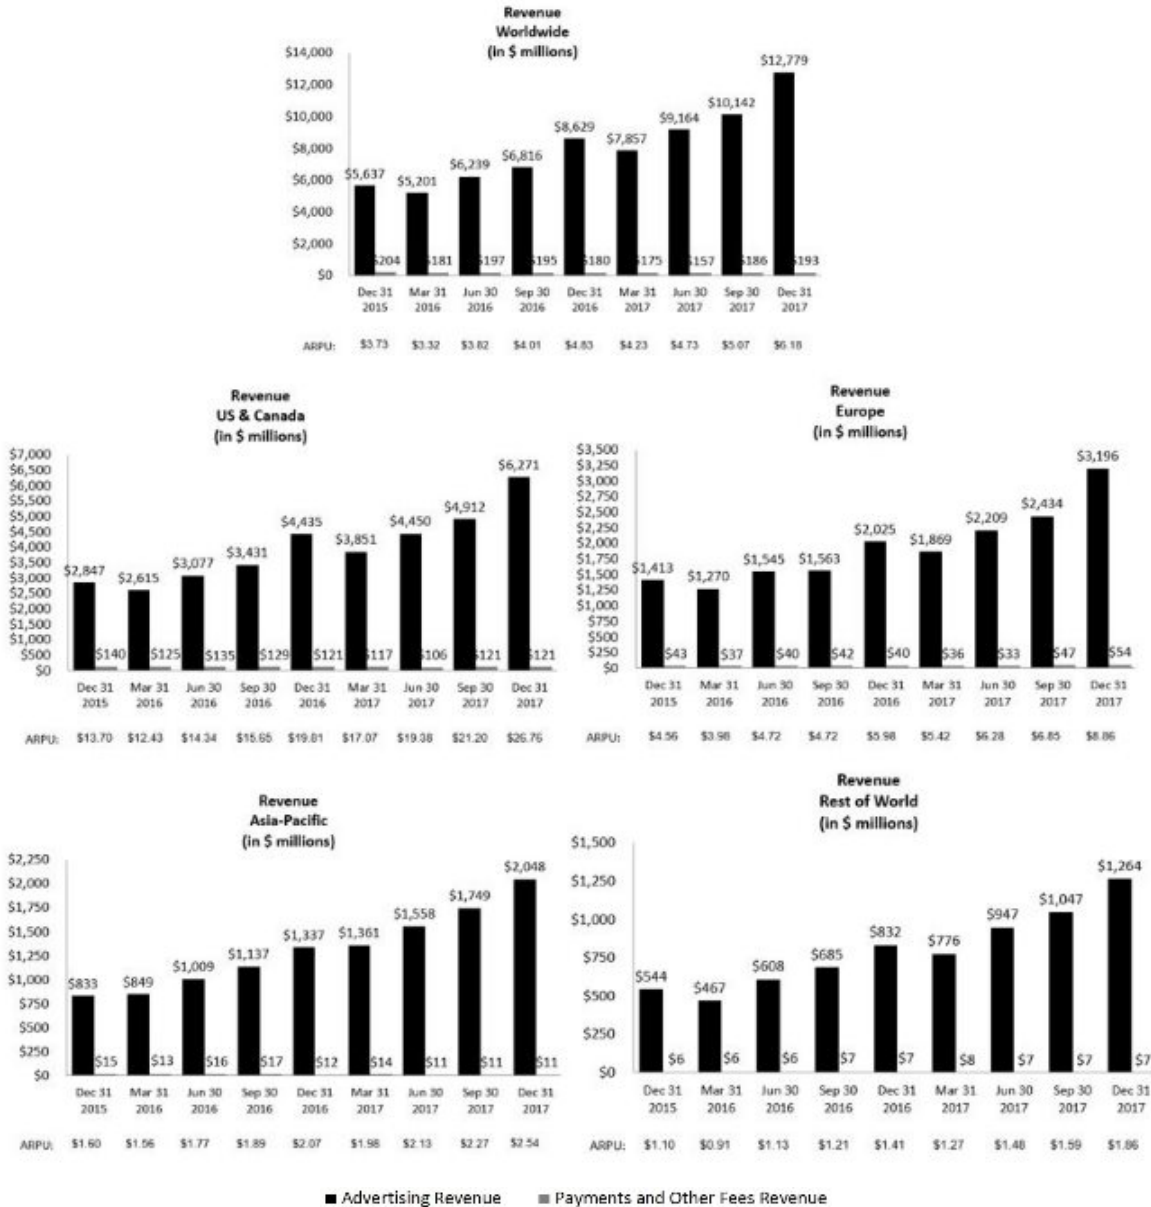 Revenue
Worldwide
(in $ millions)
$14,000
$12,000
$10,000
$8,000
$6,000
$4,000
$2,000
$0
$5,637 $5,201 $6,239 $6,816 $8,629 $7,857 $9,164 $10,142 $12,779
$204 $181 $197 $195 $180 $175 $157 $186 $193
Dec 31 Mar 31 Jun 30 Sep 30 Dec 31 Mar 31 Jun 30 Sep 30 Dec 31
2015 2016 2016 2016 2016 2017 2017 2017 2017
ARPU: $3.73 $3.32 $3.82 $4.01 $4.83 $4.23 $4.73 $5.07 $6.18
Revenue
US & Canada
(in $ millions)
$7,000
$6,500
$6,000
$5,500
$5,000
$4,500
$4,000
$3,500
$3,000
$2,500
$2,000
$1,500
$1,000
$500
$0
$2,847 $2,615 $3,077 $3,431 $4,435 $3,851 $4,450 $4,912 $6,271
$140 $125 $135 $129 $121 $117 $106 $121 $121
Dec 31 Mar 31 Jun 30 Sep 30 Dec 31 Mar 31 Jun 30 Sep 30 Dec 31
2015 2016 2016 2016 2016 2017 2017 2017 2017
ARPU: $13.70 $12.43 $14.34 $15.65 $19.81 $17.07 $19.38 $21.20 $26.76
Revenue
Europe
(in $ millions)
$3,500
$3,250
$3,000
$2,750
$2,500
$2,250
$2,000
$1,750
$1,500
$1,250
$1,000
$750
$500
$250
$0
$1,413 $1,270 $1,545 $1,563 $2,025 $1,869 $2,209 $2,434 $3,196
$43 $37 $40 $42 $40 $36 $33 $47 $54
Dec 31 Mar 31 Jun 30 Sep 30 Dec 31 Mar 31 Jun 30 Sep 30 Dec 31
2015 2016 2016 2016 2016 2017 2017 2017 2017
ARPU: $4.56 $3.98 $4.72 $4.72 $5.98 $5.42 $6.28 $6.85 $8.86
Revenue
Asia-Pacific
(in $ millions)
$2,250
$2,000
$1,750
$1,500
$1,250
$1,000
$750
$500
$250
$0
$833 $849 $1,009 $1,137 $1,337 $1,361 $1,558 $1,749 $2,048
$15 $13 $16 $17 $12 $14 $11 $11 $11
Dec 31 Mar 31 Jun 30 Sep 30 Dec 31 Mar 31 Jun 30 Sep 30 Dec 31
2015 2016 2016 2016 2016 2017 2017 2017 2017
ARPU: $1.60 $1.56 $1.77 $1.89 $2.07 $1.98 $2.13 $2.27 $2.54
Revenue
Rest of World
(in $ millions)
$1,500
$1,250
$1,000
$750
$500
$250
$0
$544 $467 $608 $685 $832 $776 $947 $1,047 $1,264
$6 $6 $6 $7 $7 $8 $7 $7 $7
Dec 31 Mar 31 Jun 30 Sep 30 Dec 31 Mar 31 Jun 30 Sep 30 Dec 31
2015 2016 2016 2016 2016 2017 2017 2017 2017
ARPU: $1.10 $0.91 $1.13 $1.21 $1.41 $1.27 $1.48 $1.59 $1.86
Advertising Revenue Payments and Other Fees Revenue